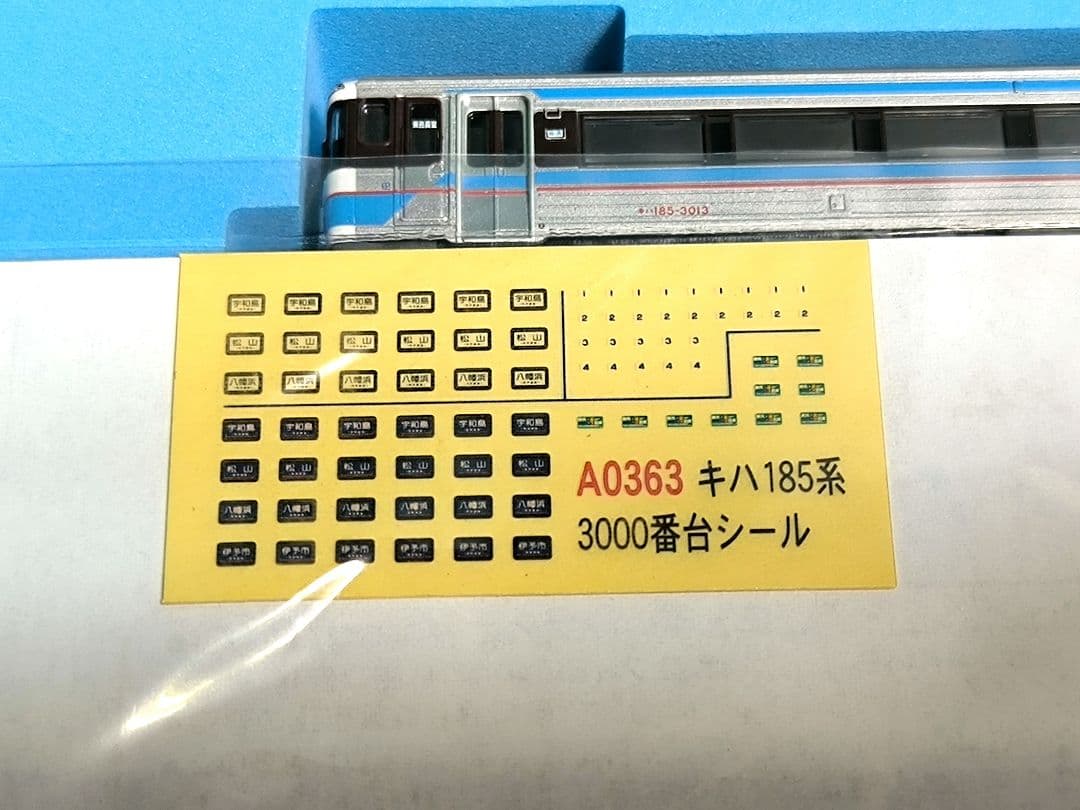 キハ185-3013
宇和島 宇和島 宇和島 宇和島 宇和島 宇和島
松山 松山 松山 松山 松山 松山
八幡浜 八幡浜 八幡浜 八幡浜 八幡浜 八幡浜
1 1 1 1 1 1 1 1 1
2 2 2 2 2 2 2 2 2
3 3 3 3 3
4 4 4 4 4
宇和島 宇和島 宇和島 宇和島 宇和島 宇和島
松山 松山 松山 松山 松山 松山
八幡浜 八幡浜 八幡浜 八幡浜 八幡浜 八幡浜
伊予市 伊予市 伊予市 伊予市 伊予市 伊予市
A0363 キハ185系
3000番台シール